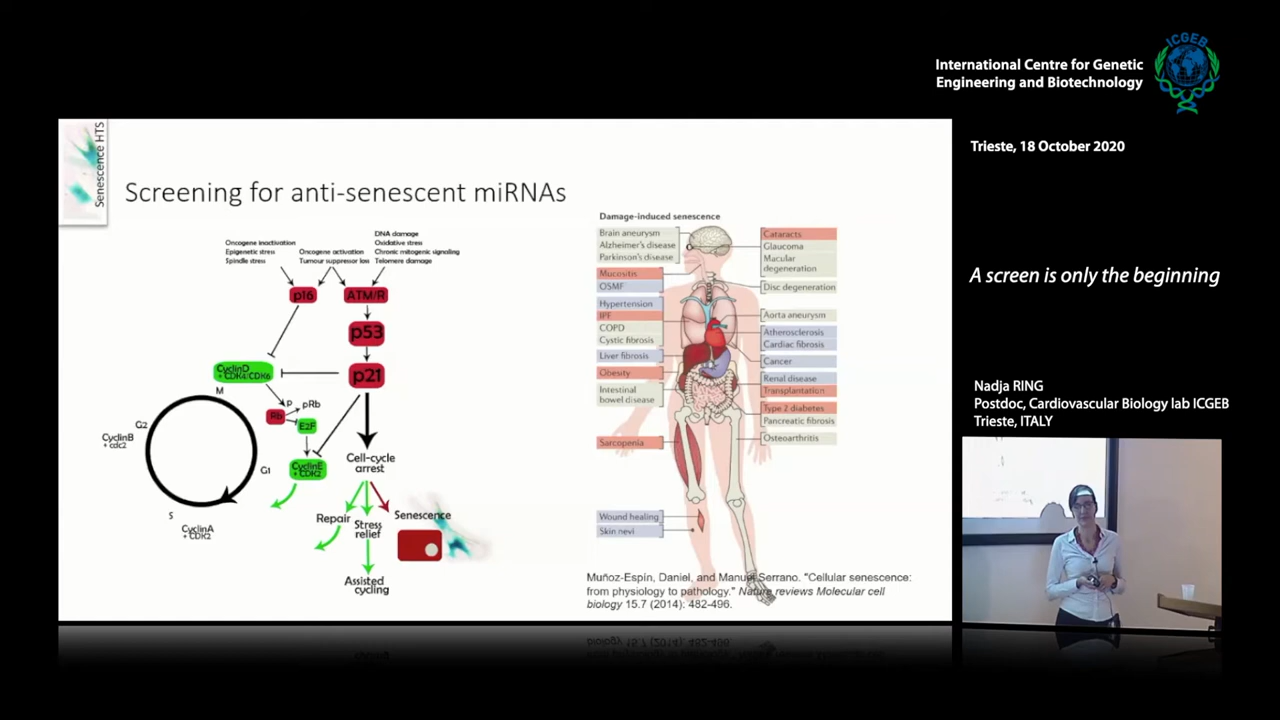 ICGEB
International Centre for Genetic
Engineering and Biotechnology
Trieste, 18 October 2020
A screen is only the beginning
Nadja RING
Postdoc, Cardiovascular Biology lab ICGEB
Trieste, ITALY
Senescence HTS
Screening for anti-senescent miRNAs
Oncogene inactivation
Epigenetic stress
Spindle stress
Oncogene activation
Tumour suppressor loss
DNA damage
Oxidative stress
Chronic mitogenic signaling
Telomere damage
p16
ATM/R
p53
p21
CyclinD
+ CDK4/CDK6
P
pRb
Rb
E2F
CyclinE
+ CDK2
M
G2
CyclinB
+ cdc2
G1
S
CyclinA
+ CDK2
Cell-cycle
arrest
Repair
Stress
relief
Senescence
Assisted
cycling
Damage-induced senescence
Brain aneurysm
Alzheimer's disease
Parkinson's disease
Mucositis
OSMF
Hypertension
IPF
COPD
Cystic fibrosis
Liver fibrosis
Obesity
Intestinal
bowel disease
Sarcopenia
Wound healing
Skin nevi
Cataracts
Glaucoma
Macular
degeneration
Disc degeneration
Aorta aneurysm
Atherosclerosis
Cardiac fibrosis
Cancer
Renal disease
Transplantation
Type 2 diabetes
Pancreatic fibrosis
Osteoarthritis
Muñoz-Espín, Daniel, and Manuel Serrano. "Cellular senescence:
from physiology to pathology." Nature reviews Molecular cell
biology 15.7 (2014): 482-496.